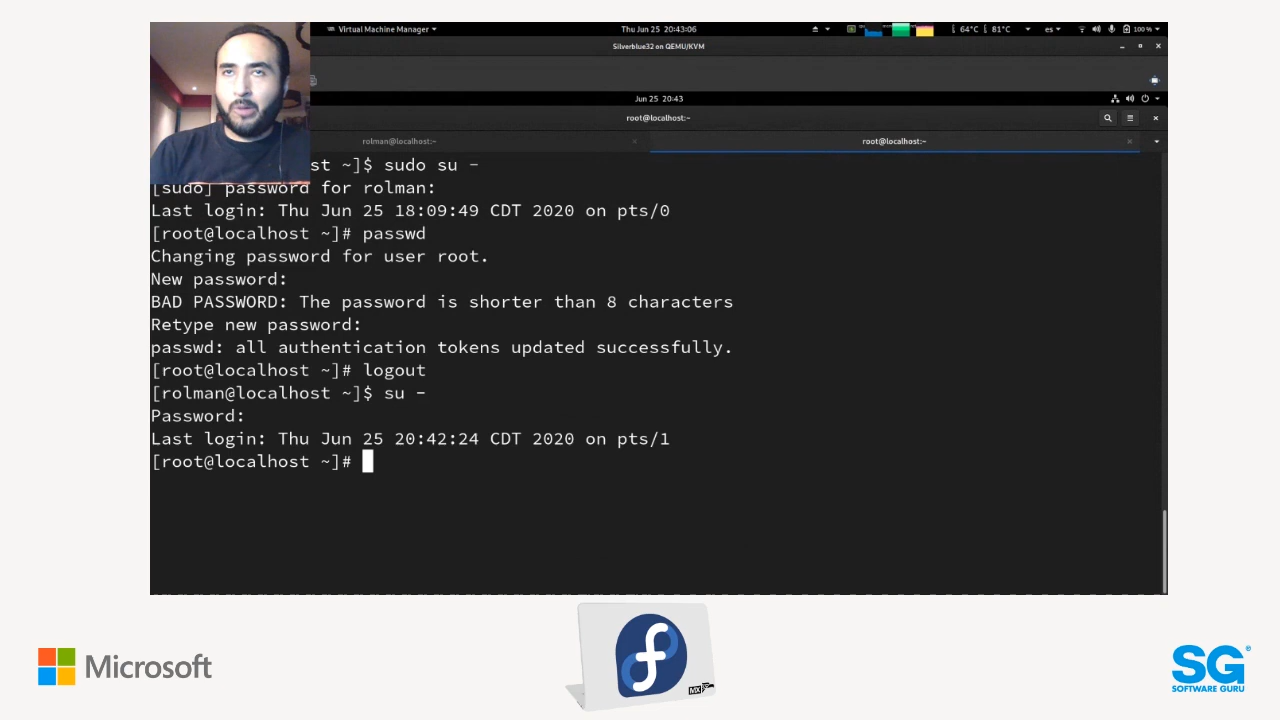 Virtual Machine Manager
Thu Jun 25 20:43:06
64°C
81°C
es
100 %
Silverblue32 on QEMU/KVM
Jun 25 20:43
root@localhost:~
rolman@localhost:~
root@localhost:~
st ~]$ sudo su -
[sudo] password for rolman:
Last login: Thu Jun 25 18:09:49 CDT 2020 on pts/0
[root@localhost ~]# passwd
Changing password for user root.
New password:
BAD PASSWORD: The password is shorter than 8 characters
Retype new password:
passwd: all authentication tokens updated successfully.
[root@localhost ~]# logout
[rolman@localhost ~]$ su -
Password:
Last login: Thu Jun 25 20:42:24 CDT 2020 on pts/1
[root@localhost ~]#
Microsoft
MX
SG
SOFTWARE GURU